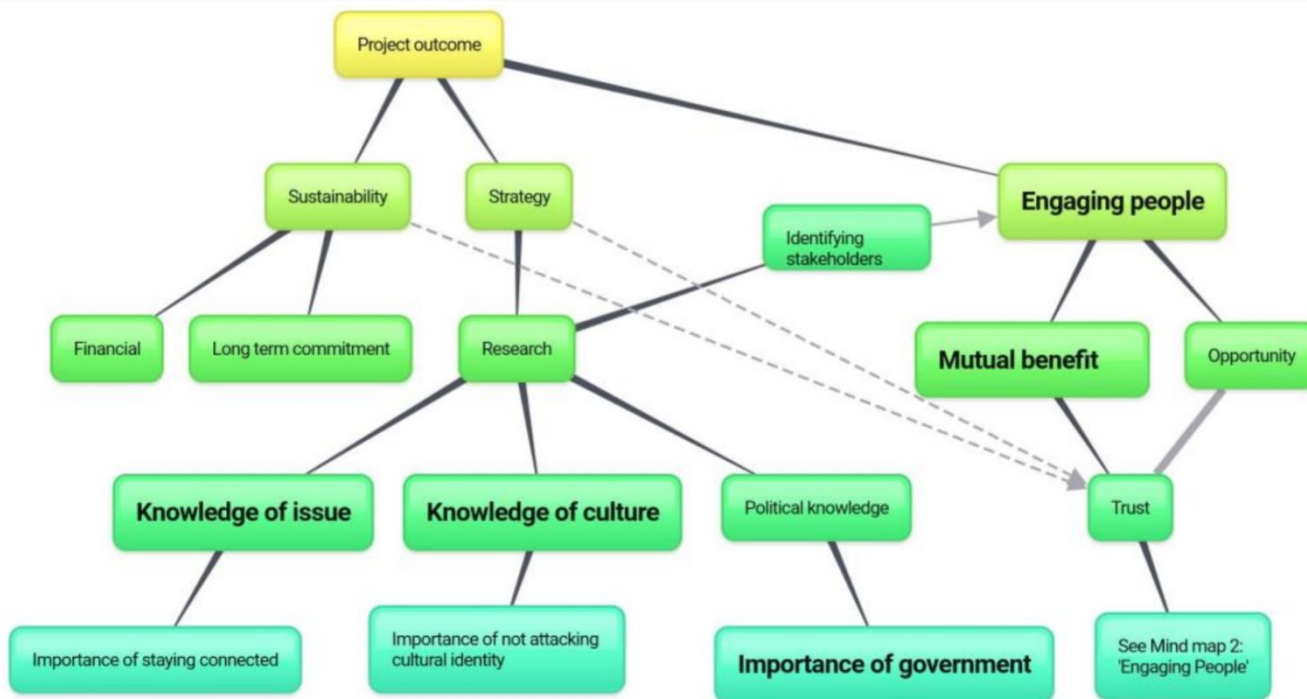 Project outcome
Sustainability
Strategy
Engaging people
Identifying
stakeholders
Financial
Long term commitment
Research
Mutual benefit
Opportunity
Knowledge of issue
Knowledge of culture
Political knowledge
Trust
Importance of staying connected
Importance of not attacking
cultural identity
Importance of government
See Mind map 2:
'Engaging People'